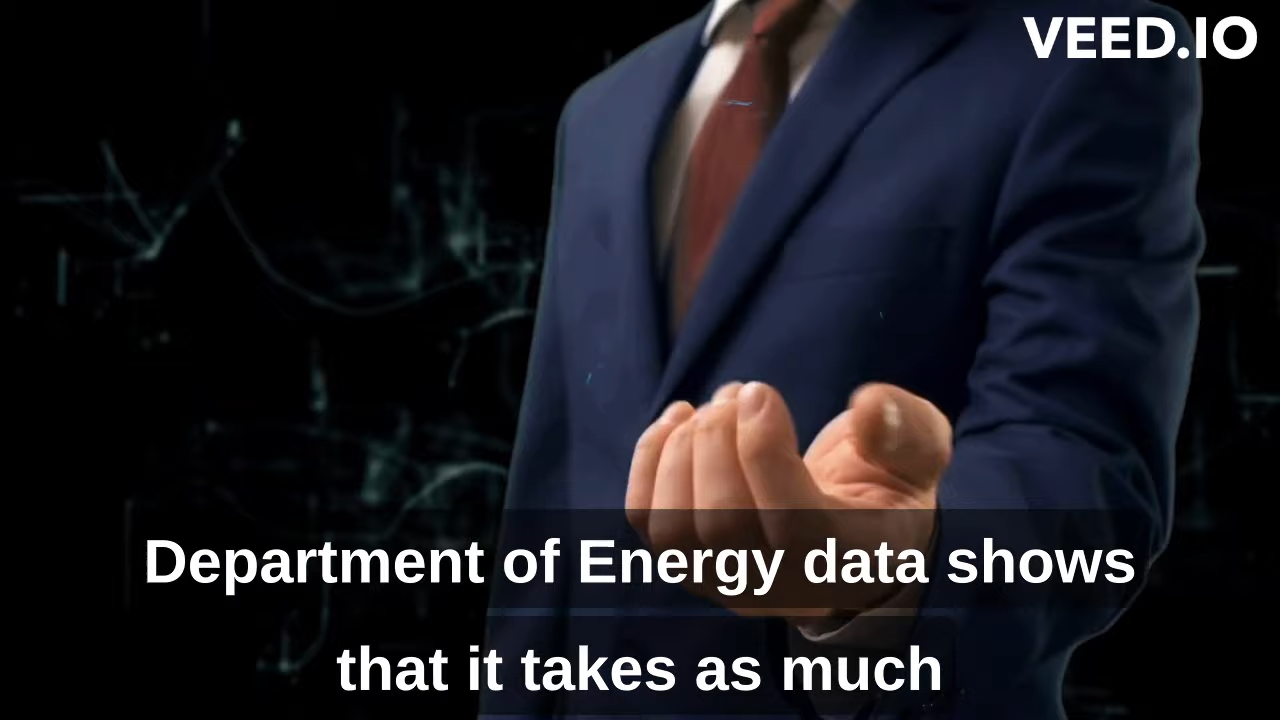 VEED.IO
Department of Energy data shows
that it takes as much